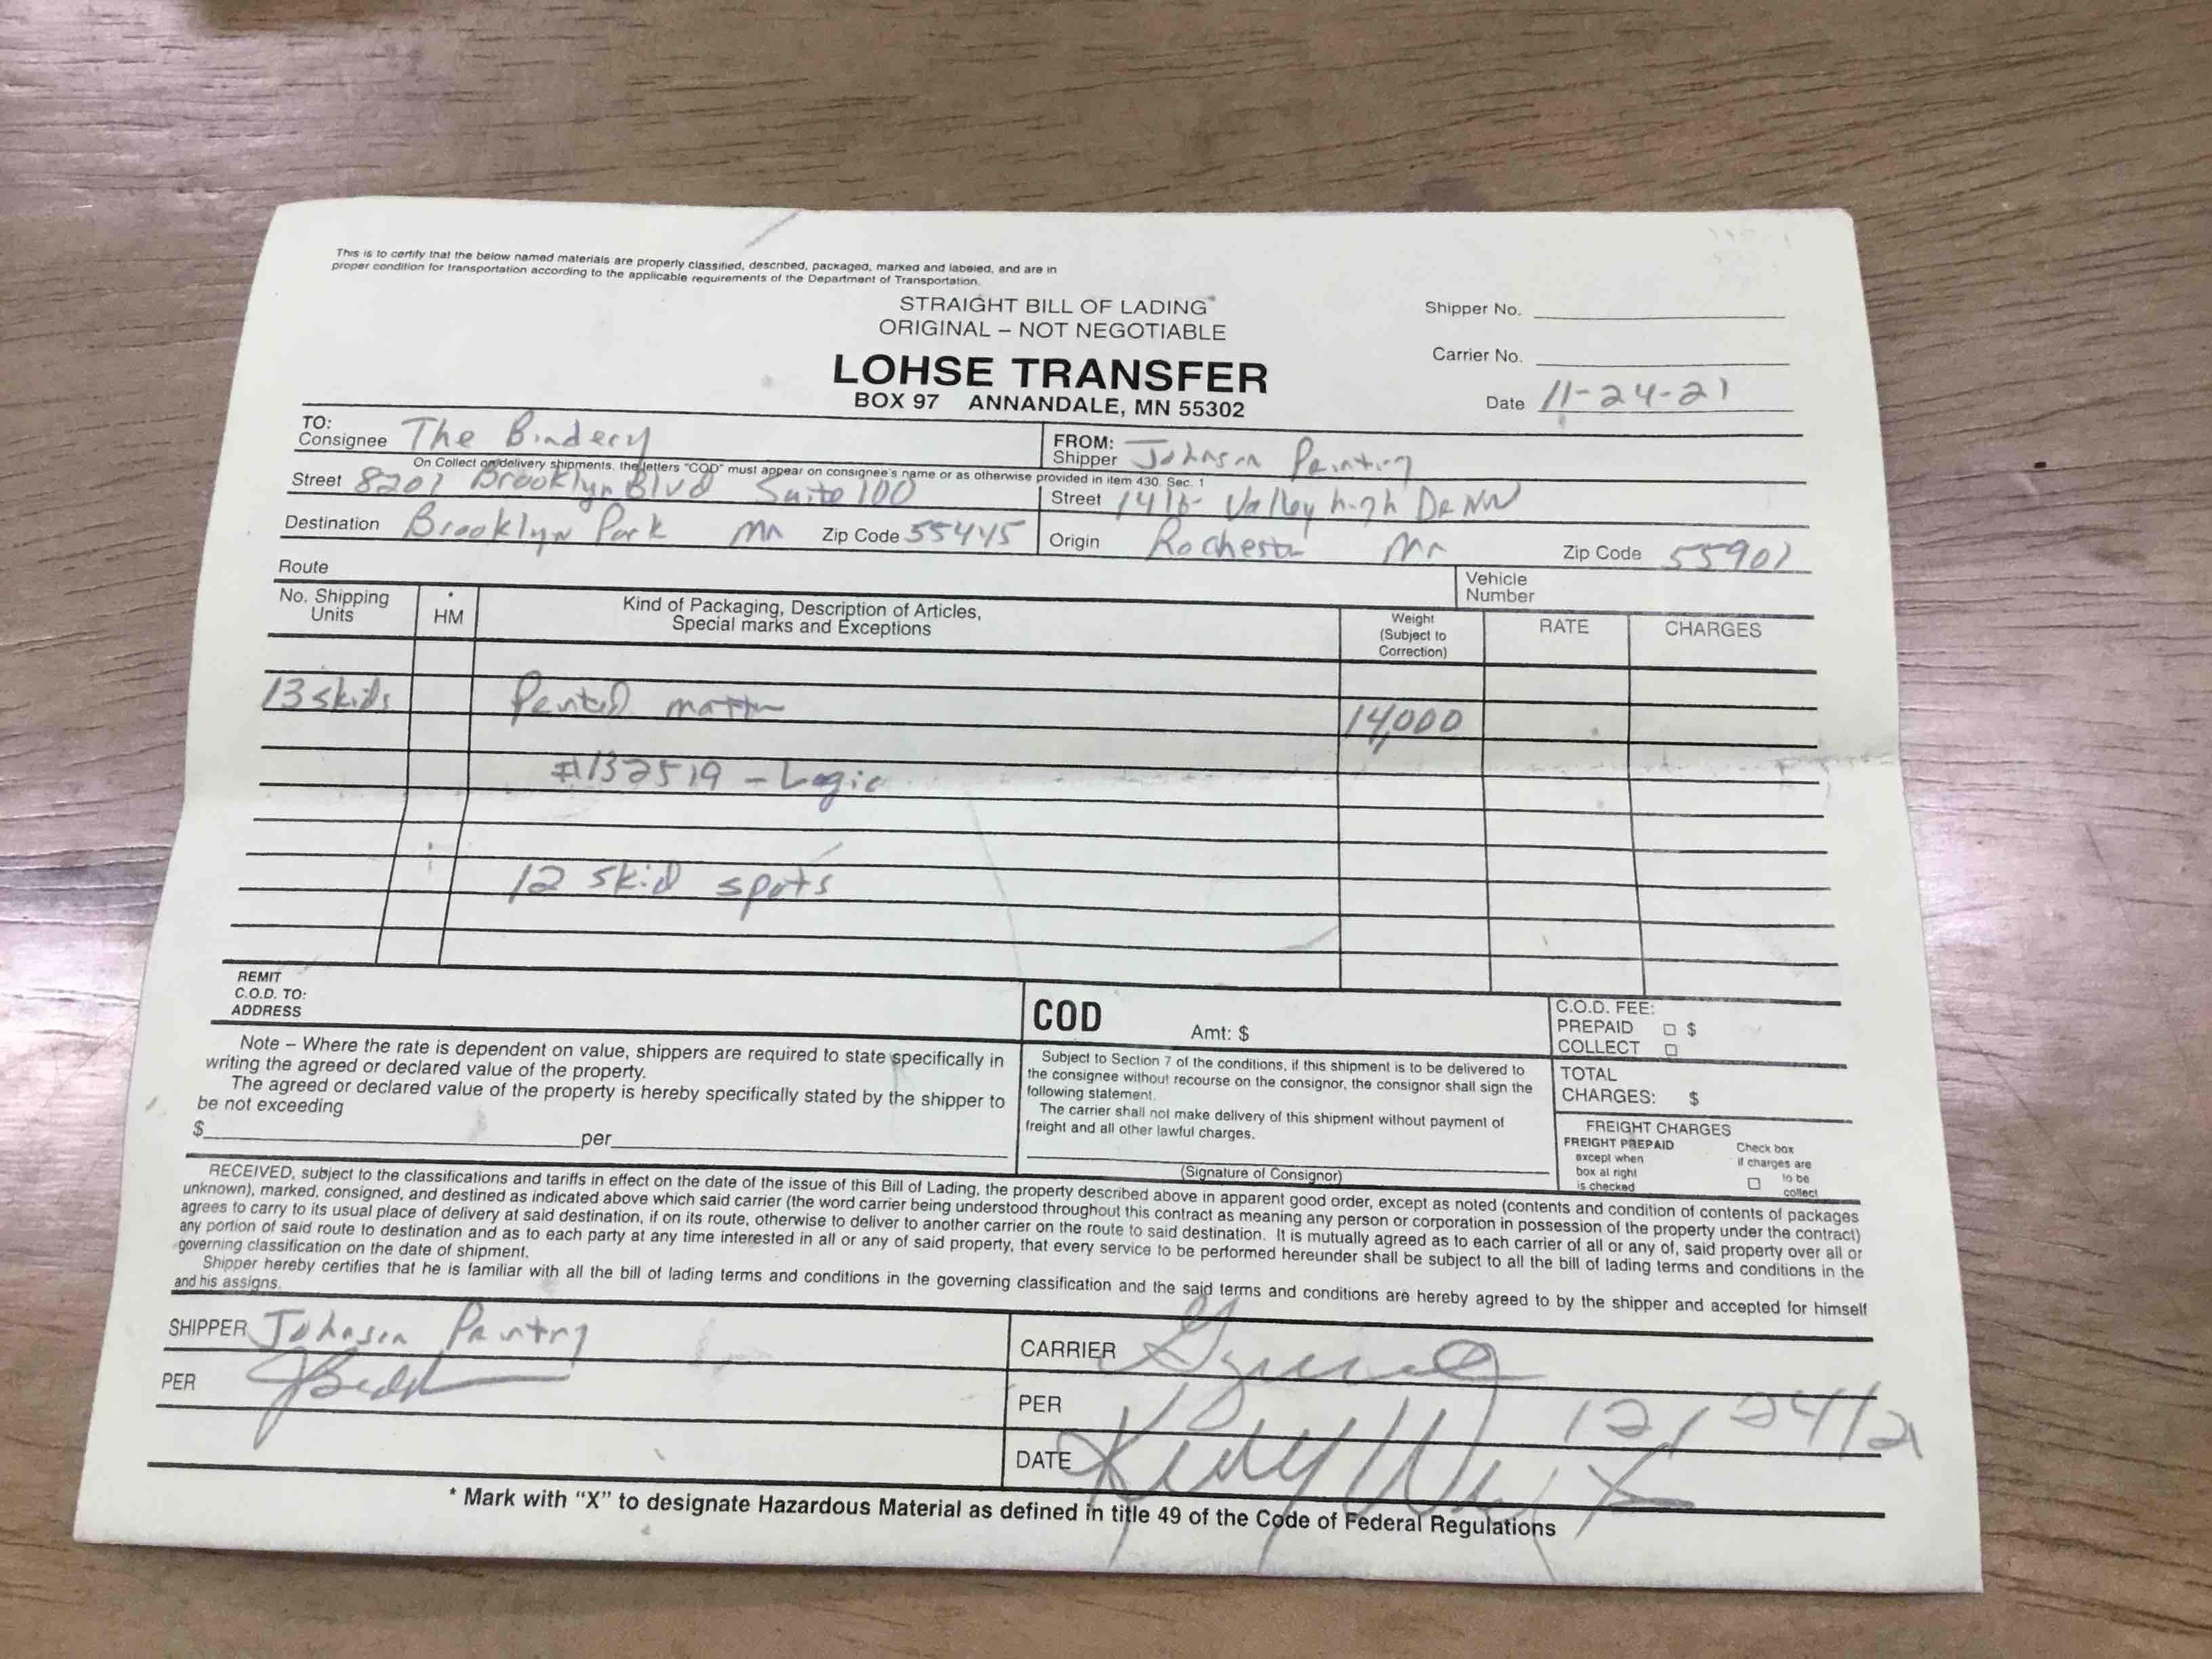 This is to certify that the below named materials are properly classified, described, packaged, marked and labeled, and are in
proper condition for transportation according to the applicable requirements of the Department of Transportation.
STRAIGHT BILL OF LADING
ORIGINAL – NOT NEGOTIABLE
LOHSE TRANSFER
BOX 97 ANNANDALE, MN 55302
Shipper No.
Carrier No.
Date 11-24-21
TO:
Consignee The Bindery
FROM:
Shipper Johnson Printing
On Collect on delivery shipments, the letters "COD" must appear on consignee's name or as otherwise provided in item 430. Sec. 1
Street 8201 Brooklyn Blvd Suite 100
Street 1416 Valley high Dr NW
Destination Brooklyn Park Mn Zip Code 55445
Origin Rochester Mn Zip Code 55901
Route
Vehicle
Number
No. Shipping
Units
*
HM
Kind of Packaging, Description of Articles,
Special marks and Exceptions
Weight
(Subject to
Correction)
RATE
CHARGES
13 skids Printed matter 14,000
#132519 - Logic
12 skid spots
REMIT
C.O.D. TO:
ADDRESS
COD
Amt: $
C.O.D. FEE:
PREPAID □ $
COLLECT □
Note – Where the rate is dependent on value, shippers are required to state specifically in
writing the agreed or declared value of the property.
The agreed or declared value of the property is hereby specifically stated by the shipper to
be not exceeding
$ per
Subject to Section 7 of the conditions, if this shipment is to be delivered to
the consignee without recourse on the consignor, the consignor shall sign the
following statement.
The carrier shall not make delivery of this shipment without payment of
freight and all other lawful charges.
(Signature of Consignor)
TOTAL
CHARGES: $
FREIGHT CHARGES
FREIGHT PREPAID
except when
box at right
is checked
Check box
if charges are
□ to be
collect
RECEIVED, subject to the classifications and tariffs in effect on the date of the issue of this Bill of Lading, the property described above in apparent good order, except as noted (contents and condition of contents of packages
unknown), marked, consigned, and destined as indicated above which said carrier (the word carrier being understood throughout this contract as meaning any person or corporation in possession of the property under the contract)
agrees to carry to its usual place of delivery at said destination, if on its route, otherwise to deliver to another carrier on the route to said destination. It is mutually agreed as to each carrier of all or any of, said property over all or
any portion of said route to destination and as to each party at any time interested in all or any of said property, that every service to be performed hereunder shall be subject to all the bill of lading terms and conditions in the
governing classification on the date of shipment.
Shipper hereby certifies that he is familiar with all the bill of lading terms and conditions in the governing classification and the said terms and conditions are hereby agreed to by the shipper and accepted for himself
and his assigns.
SHIPPER Johnson Printing
PER
CARRIER
PER 12/24/21
DATE
* Mark with "X" to designate Hazardous Material as defined in title 49 of the Code of Federal Regulations